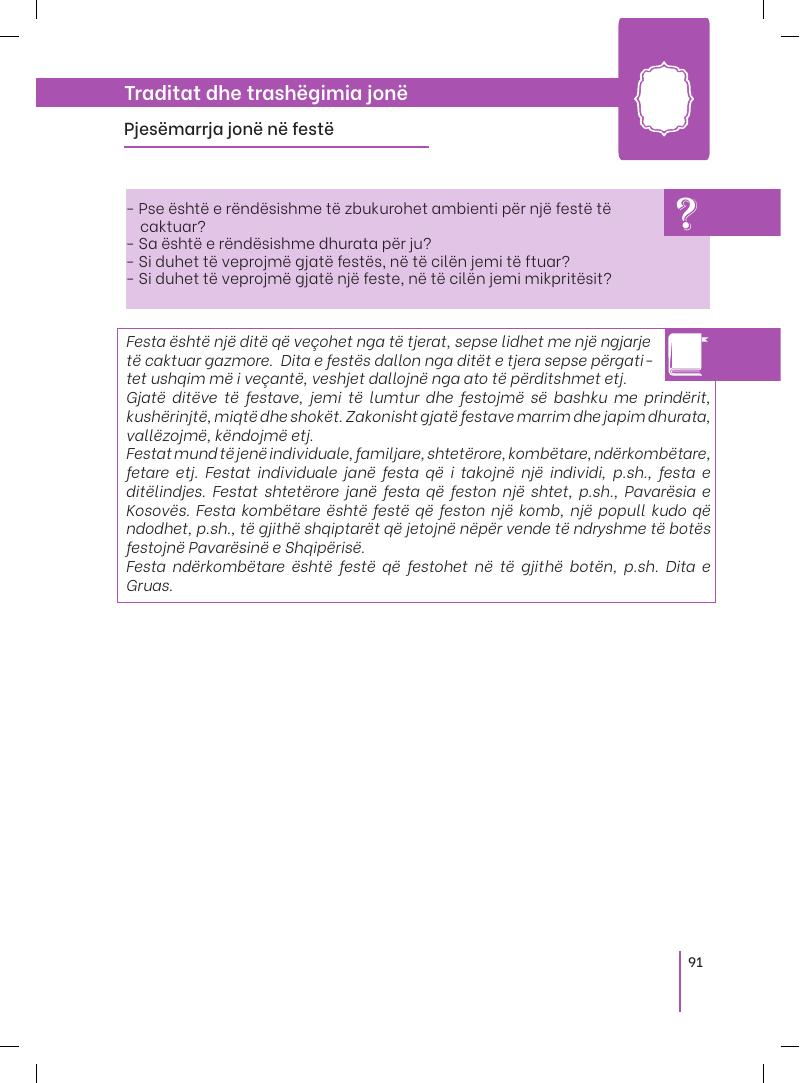 Traditat dhe trashëgimia jonë
Pjesëmarrja jonë në festë
?
- Pse është e rëndësishme të zbukurohet ambienti për një festë të
caktuar?
- Sa është e rëndësishme dhurata për ju?
- Si duhet të veprojmë gjatë festës, në të cilën jemi të ftuar?
- Si duhet të veprojmë gjatë një feste, në të cilën jemi mikpritësit?
Festa është një ditë që veçohet nga të tjerat, sepse lidhet me një ngjarje
të caktuar gazmore. Dita e festës dallon nga ditët e tjera sepse përgati-
tet ushqim më i veçantë, veshjet dallojnë nga ato të përditshmet etj.
Gjatë ditëve të festave, jemi të lumtur dhe festojmë së bashku me prindërit,
kushërinjtë, miqtë dhe shokët. Zakonisht gjatë festave marrim dhe japim dhurata,
vallëzojmë, këndojmë etj.
Festat mund të jenë individuale, familjare, shtetërore, kombëtare, ndërkombëtare,
fetare etj. Festat individuale janë festa që i takojnë një individi, p.sh., festa e
ditëlindjes. Festat shtetërore janë festa që feston një shtet, p.sh., Pavarësia e
Kosovës. Festa kombëtare është festë që feston një komb, një popull kudo që
ndodhet, p.sh., të gjithë shqiptarët që jetojnë nëpër vende të ndryshme të botës
festojnë Pavarësinë e Shqipërisë.
Festa ndërkombëtare është festë që festohet në të gjithë botën, p.sh. Dita e
Gruas.
91